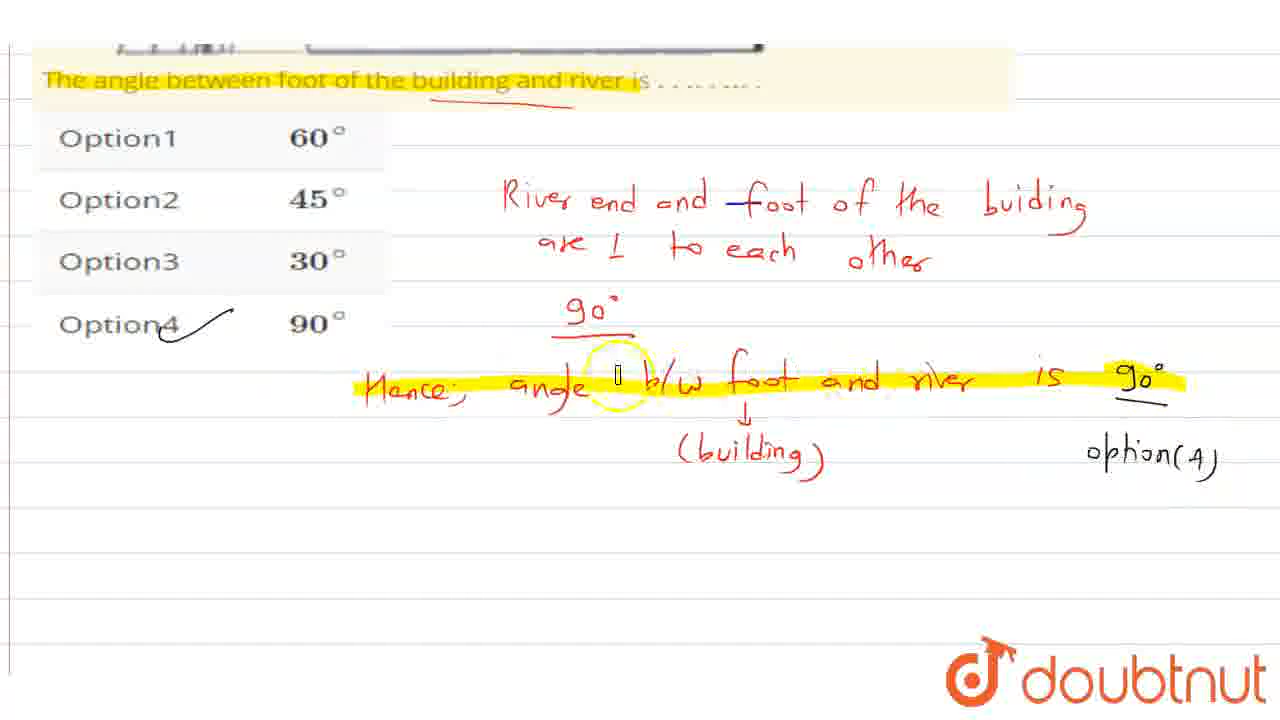 The angle between foot of the building and river is . . . . . ... .
Option1 60°
Option2 45°
Option3 30°
Option4 90°
River end and foot of the buiding
are ⊥ to each other
90°
Hence; angle b/w foot and river is 90°
(building)
option(4)
doubtnut